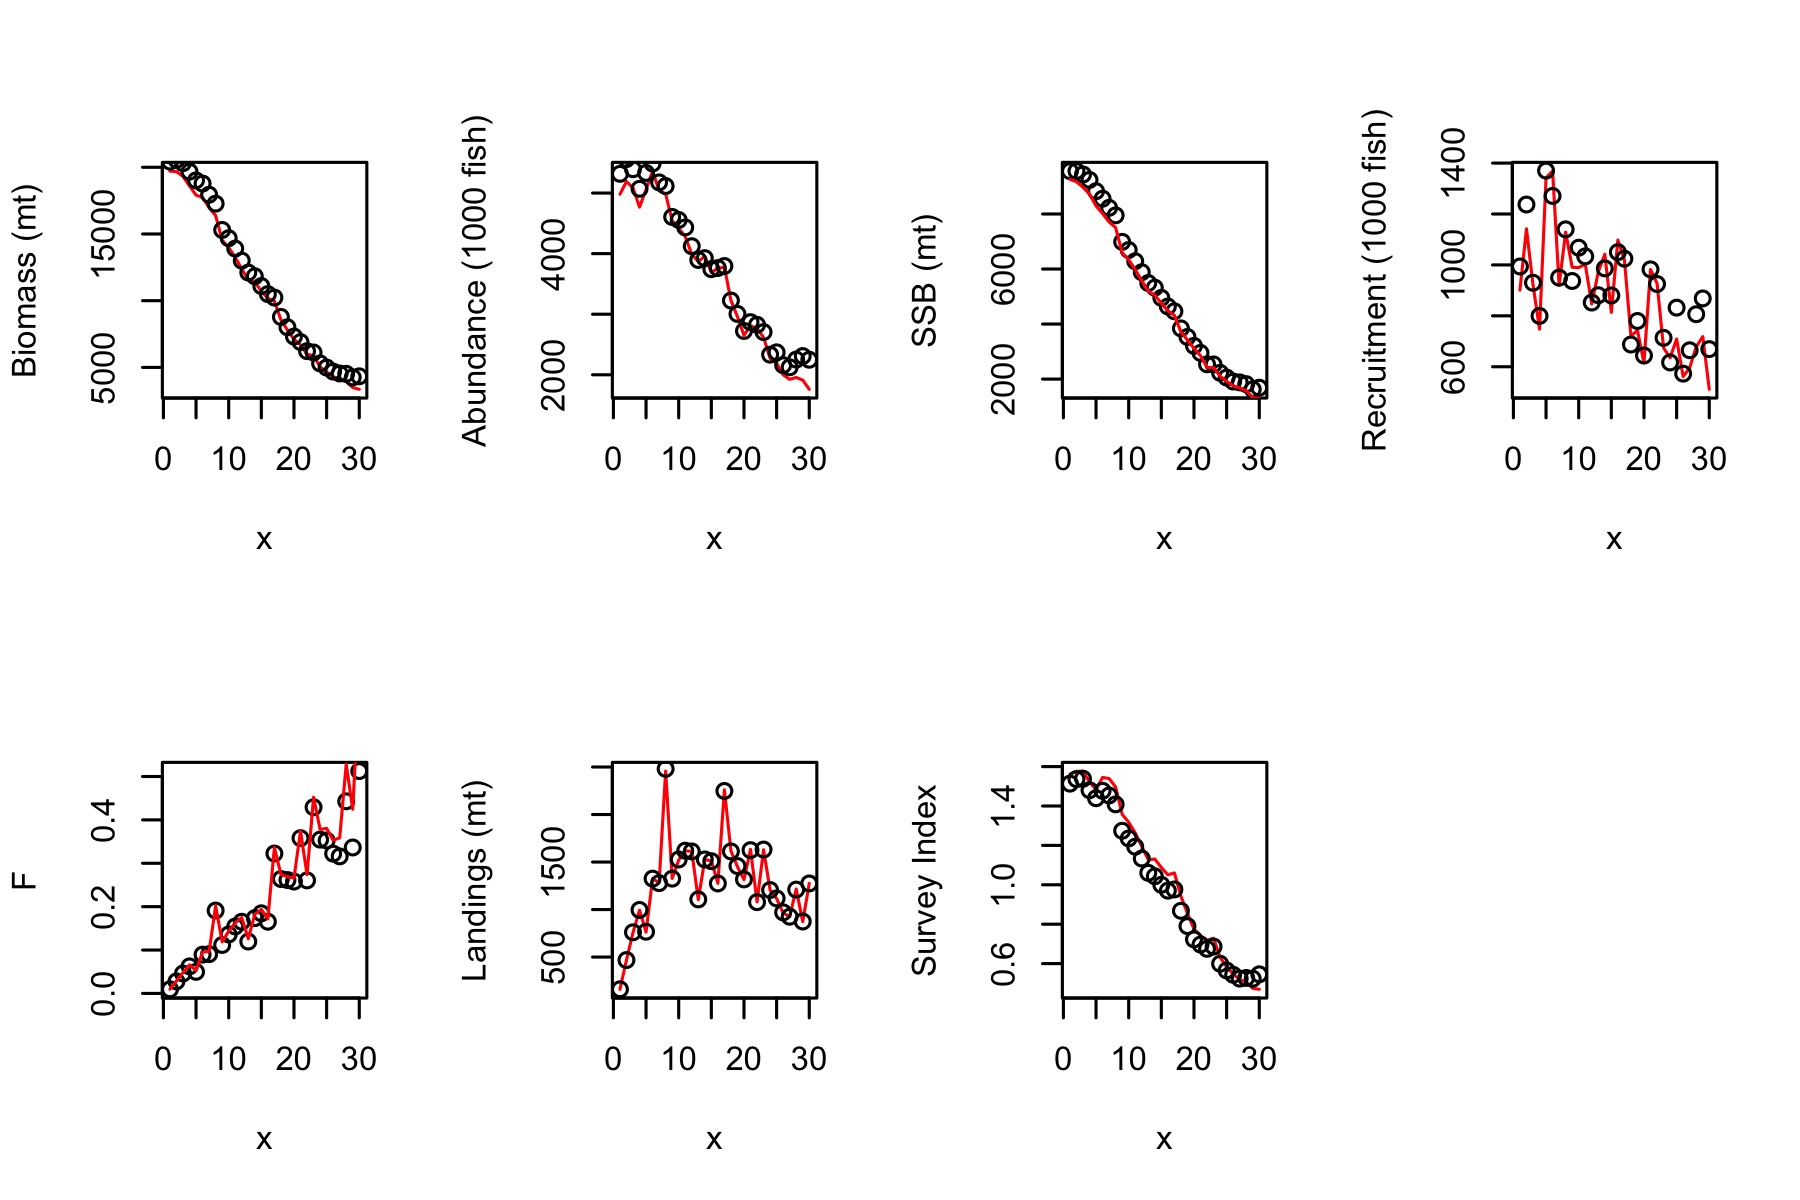 Biomass (mt)
5000 15000
0 10 20 30
x
Abundance (1000 fish)
2000 4000
0 10 20 30
x
SSB (mt)
2000 6000
0 10 20 30
x
Recruitment (1000 fish)
600 1000 1400
0 10 20 30
x
F
0.0 0.2 0.4
0 10 20 30
x
Landings (mt)
500 1500
0 10 20 30
x
Survey Index
0.6 1.0 1.4
0 10 20 30
x